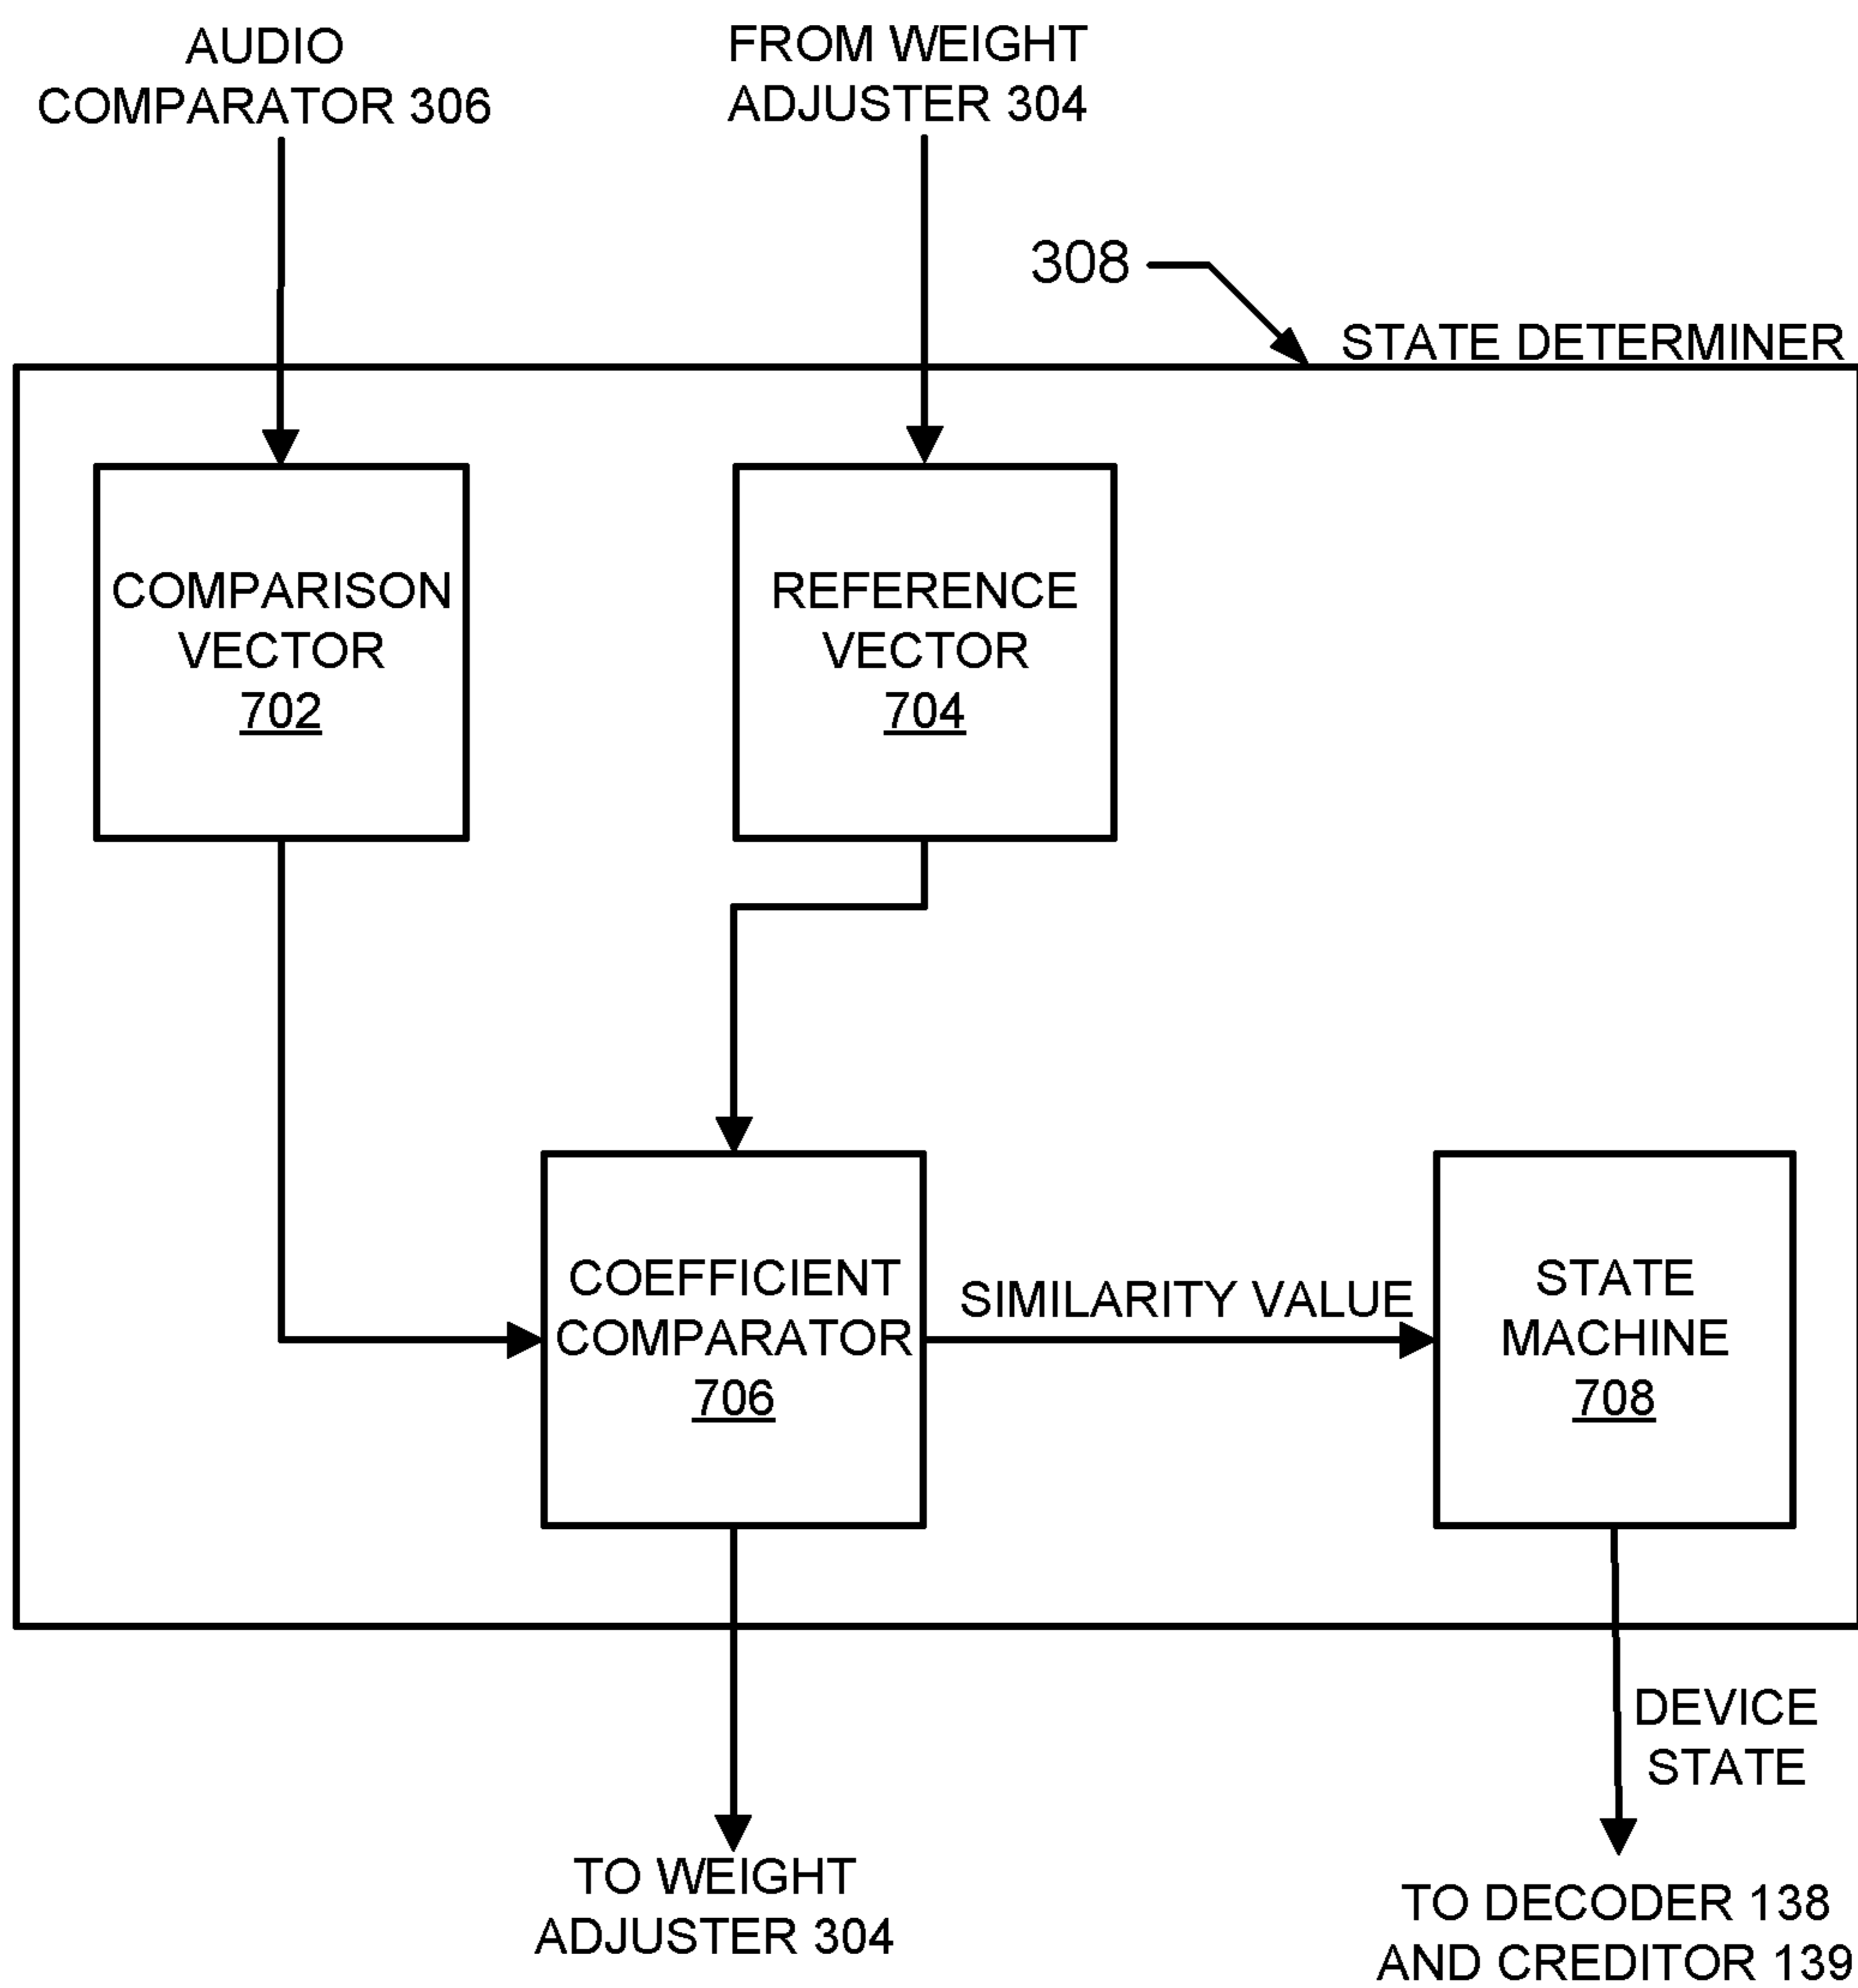 AUDIO
COMPARATOR 306
FROM WEIGHT
ADJUSTER 304
308
STATE DETERMINER
COMPARISON
VECTOR
702
REFERENCE
VECTOR
704
COEFFICIENT
COMPARATOR
706
SIMILARITY VALUE
STATE
MACHINE
708
DEVICE
STATE
TO WEIGHT
ADJUSTER 304
TO DECODER 138
AND CREDITOR 139